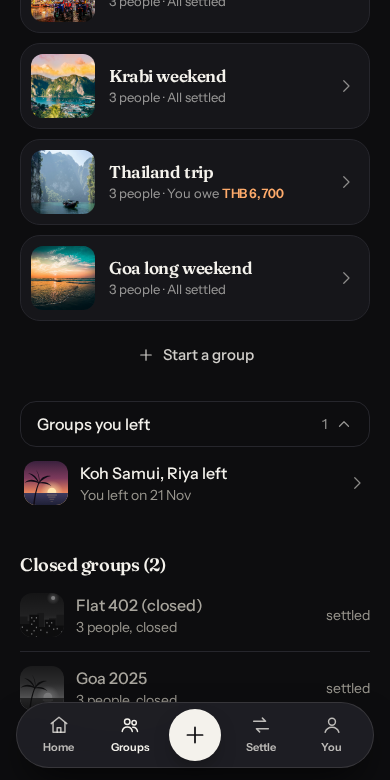 3 people · All settled
Krabi weekend
3 people · All settled
Thailand trip
3 people · You owe THB 6,700
Goa long weekend
3 people · All settled
Start a group
Groups you left 1
Koh Samui, Riya left
You left on 21 Nov
Closed groups (2)
Flat 402 (closed)
3 people, closed
settled
Goa 2025
3 people, closed
settled
Home
Groups
Settle
You